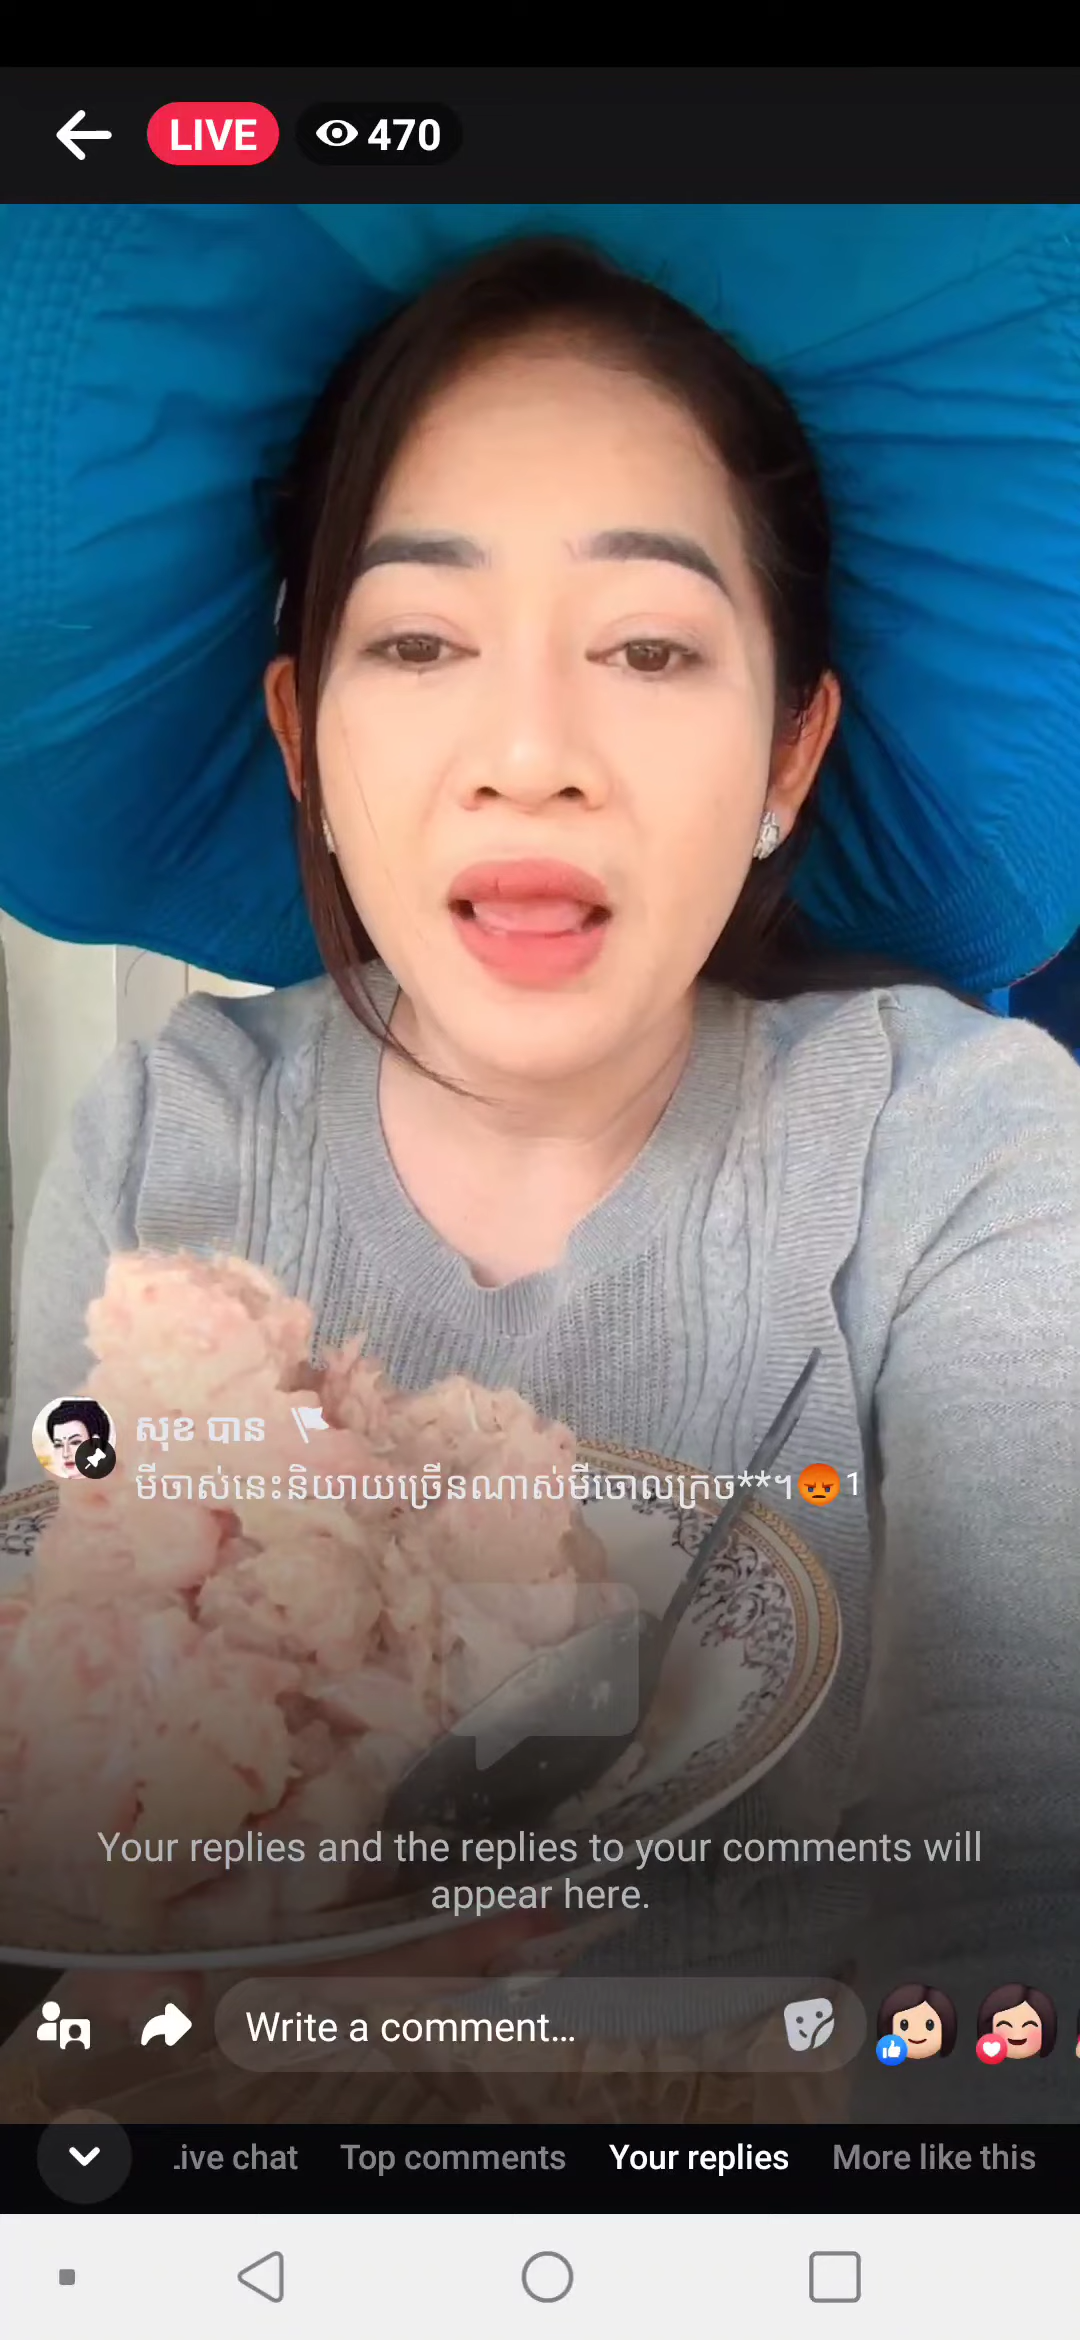 LIVE 470
សុខ បាន
មីចាស់នេះនិយាយច្រើនណាស់មីចោលក្រច**។😡1
Your replies and the replies to your comments will
appear here.
Write a comment...
.ive chat Top comments Your replies More like this